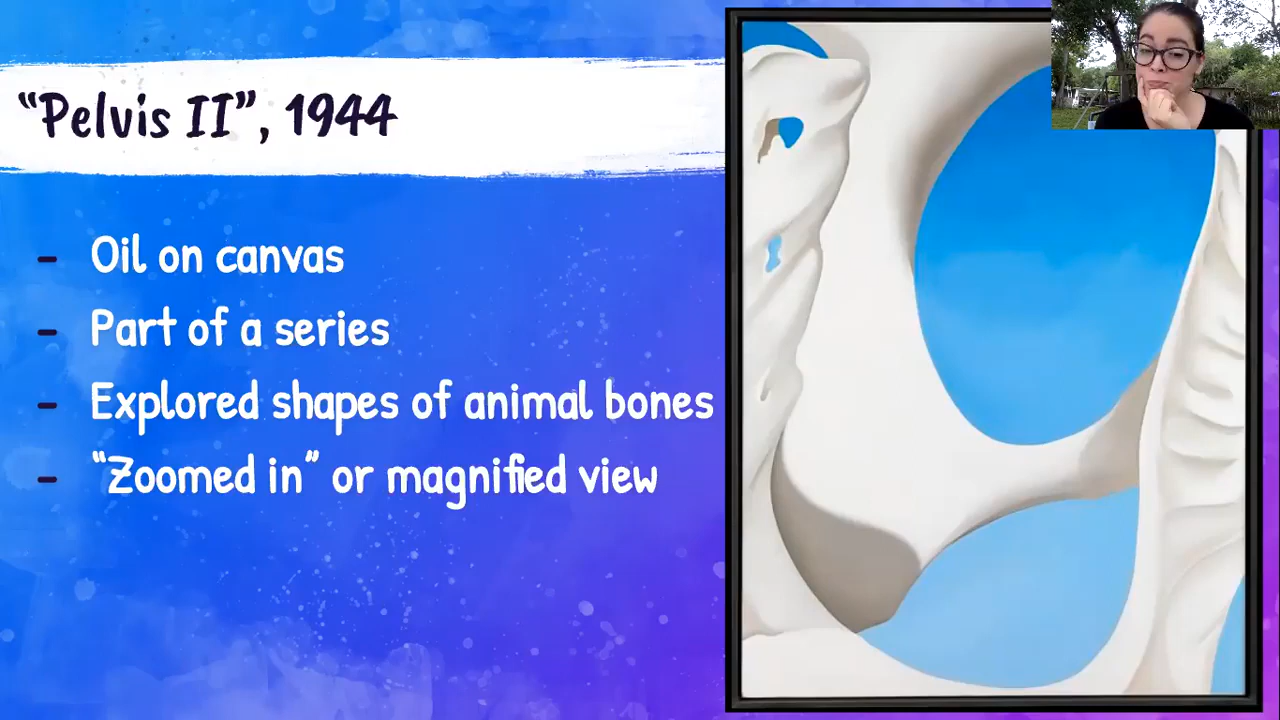 “Pelvis II”, 1944
- Oil on canvas
- Part of a series
- Explored shapes of animal bones
- “Zoomed in” or magnified view